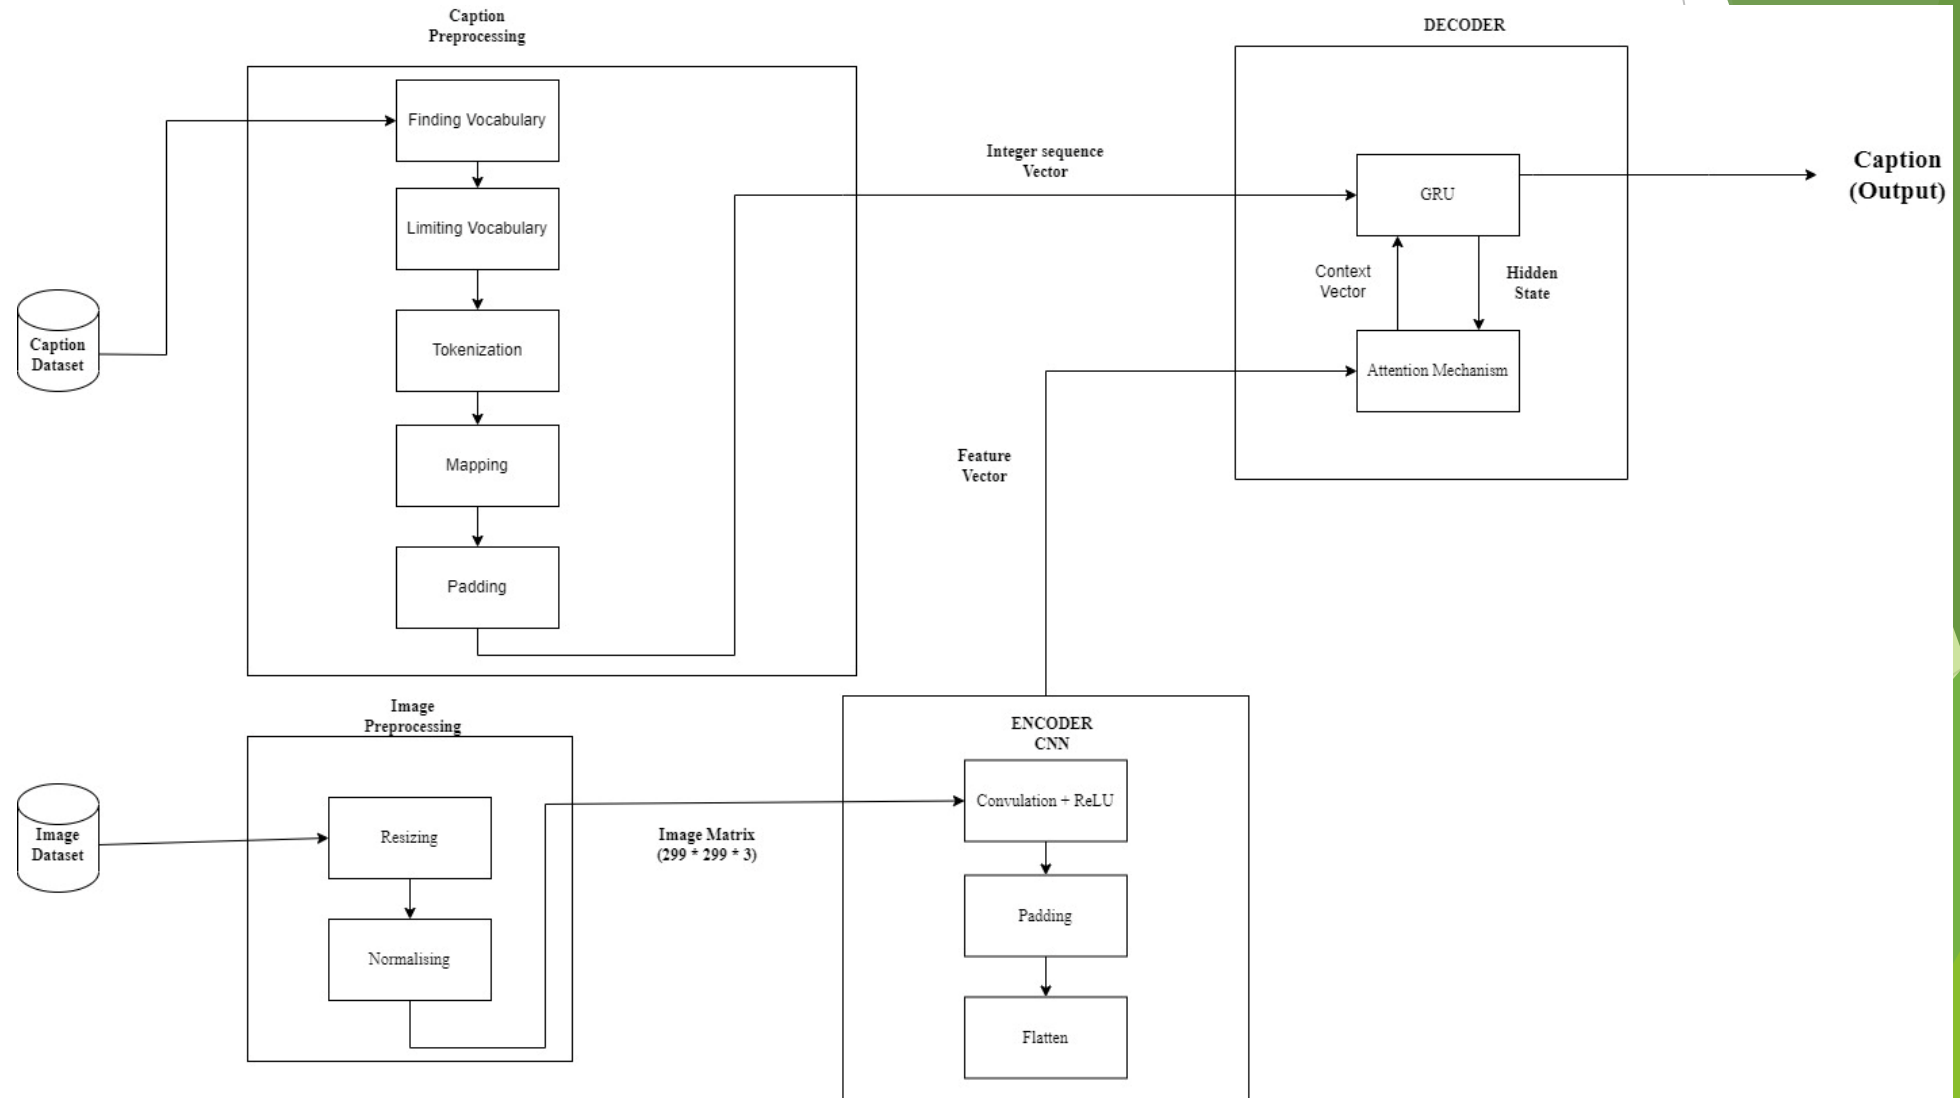 Caption
Preprocessing
Finding Vocabulary
Limiting Vocabulary
Tokenization
Mapping
Padding
Caption
Dataset
Integer sequence
Vector
DECODER
GRU
Context
Vector
Hidden
State
Attention Mechanism
Caption
(Output)
Feature
Vector
Image
Preprocessing
Image
Dataset
Resizing
Normalising
Image Matrix
(299 * 299 * 3)
ENCODER
CNN
Convulation + ReLU
Padding
Flatten